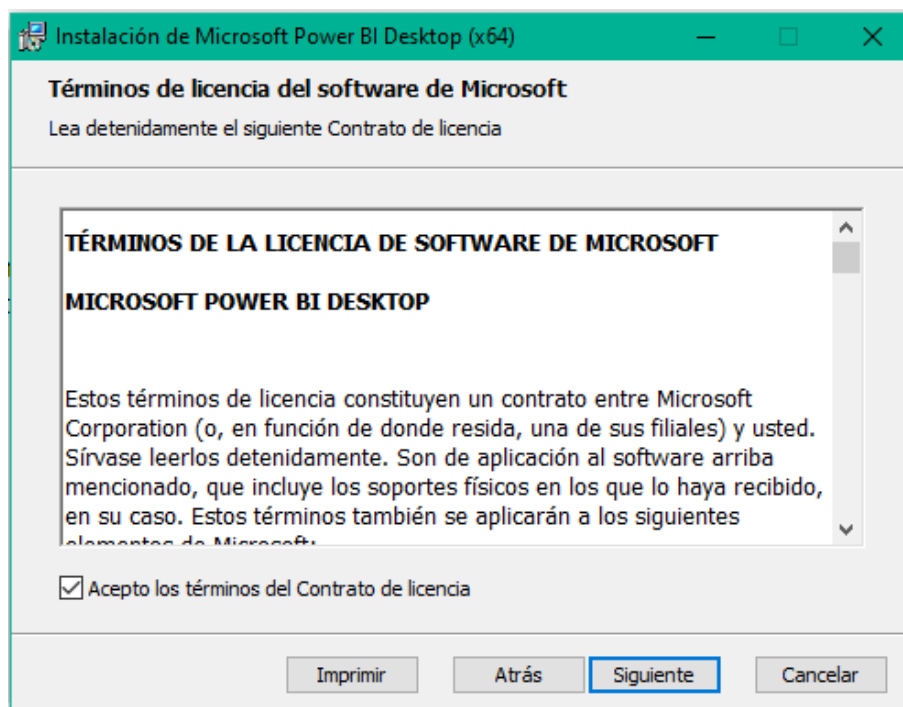 Instalación de Microsoft Power BI Desktop (x64)
Términos de licencia del software de Microsoft
Lea detenidamente el siguiente Contrato de licencia
TÉRMINOS DE LA LICENCIA DE SOFTWARE DE MICROSOFT
MICROSOFT POWER BI DESKTOP
Estos términos de licencia constituyen un contrato entre Microsoft
Corporation (o, en función de donde resida, una de sus filiales) y usted.
Sírvase leerlos detenidamente. Son de aplicación al software arriba
mencionado, que incluye los soportes físicos en los que lo haya recibido,
en su caso. Estos términos también se aplicarán a los siguientes
elementos de Microsoft:
Acepto los términos del Contrato de licencia
Imprimir Atrás Siguiente Cancelar